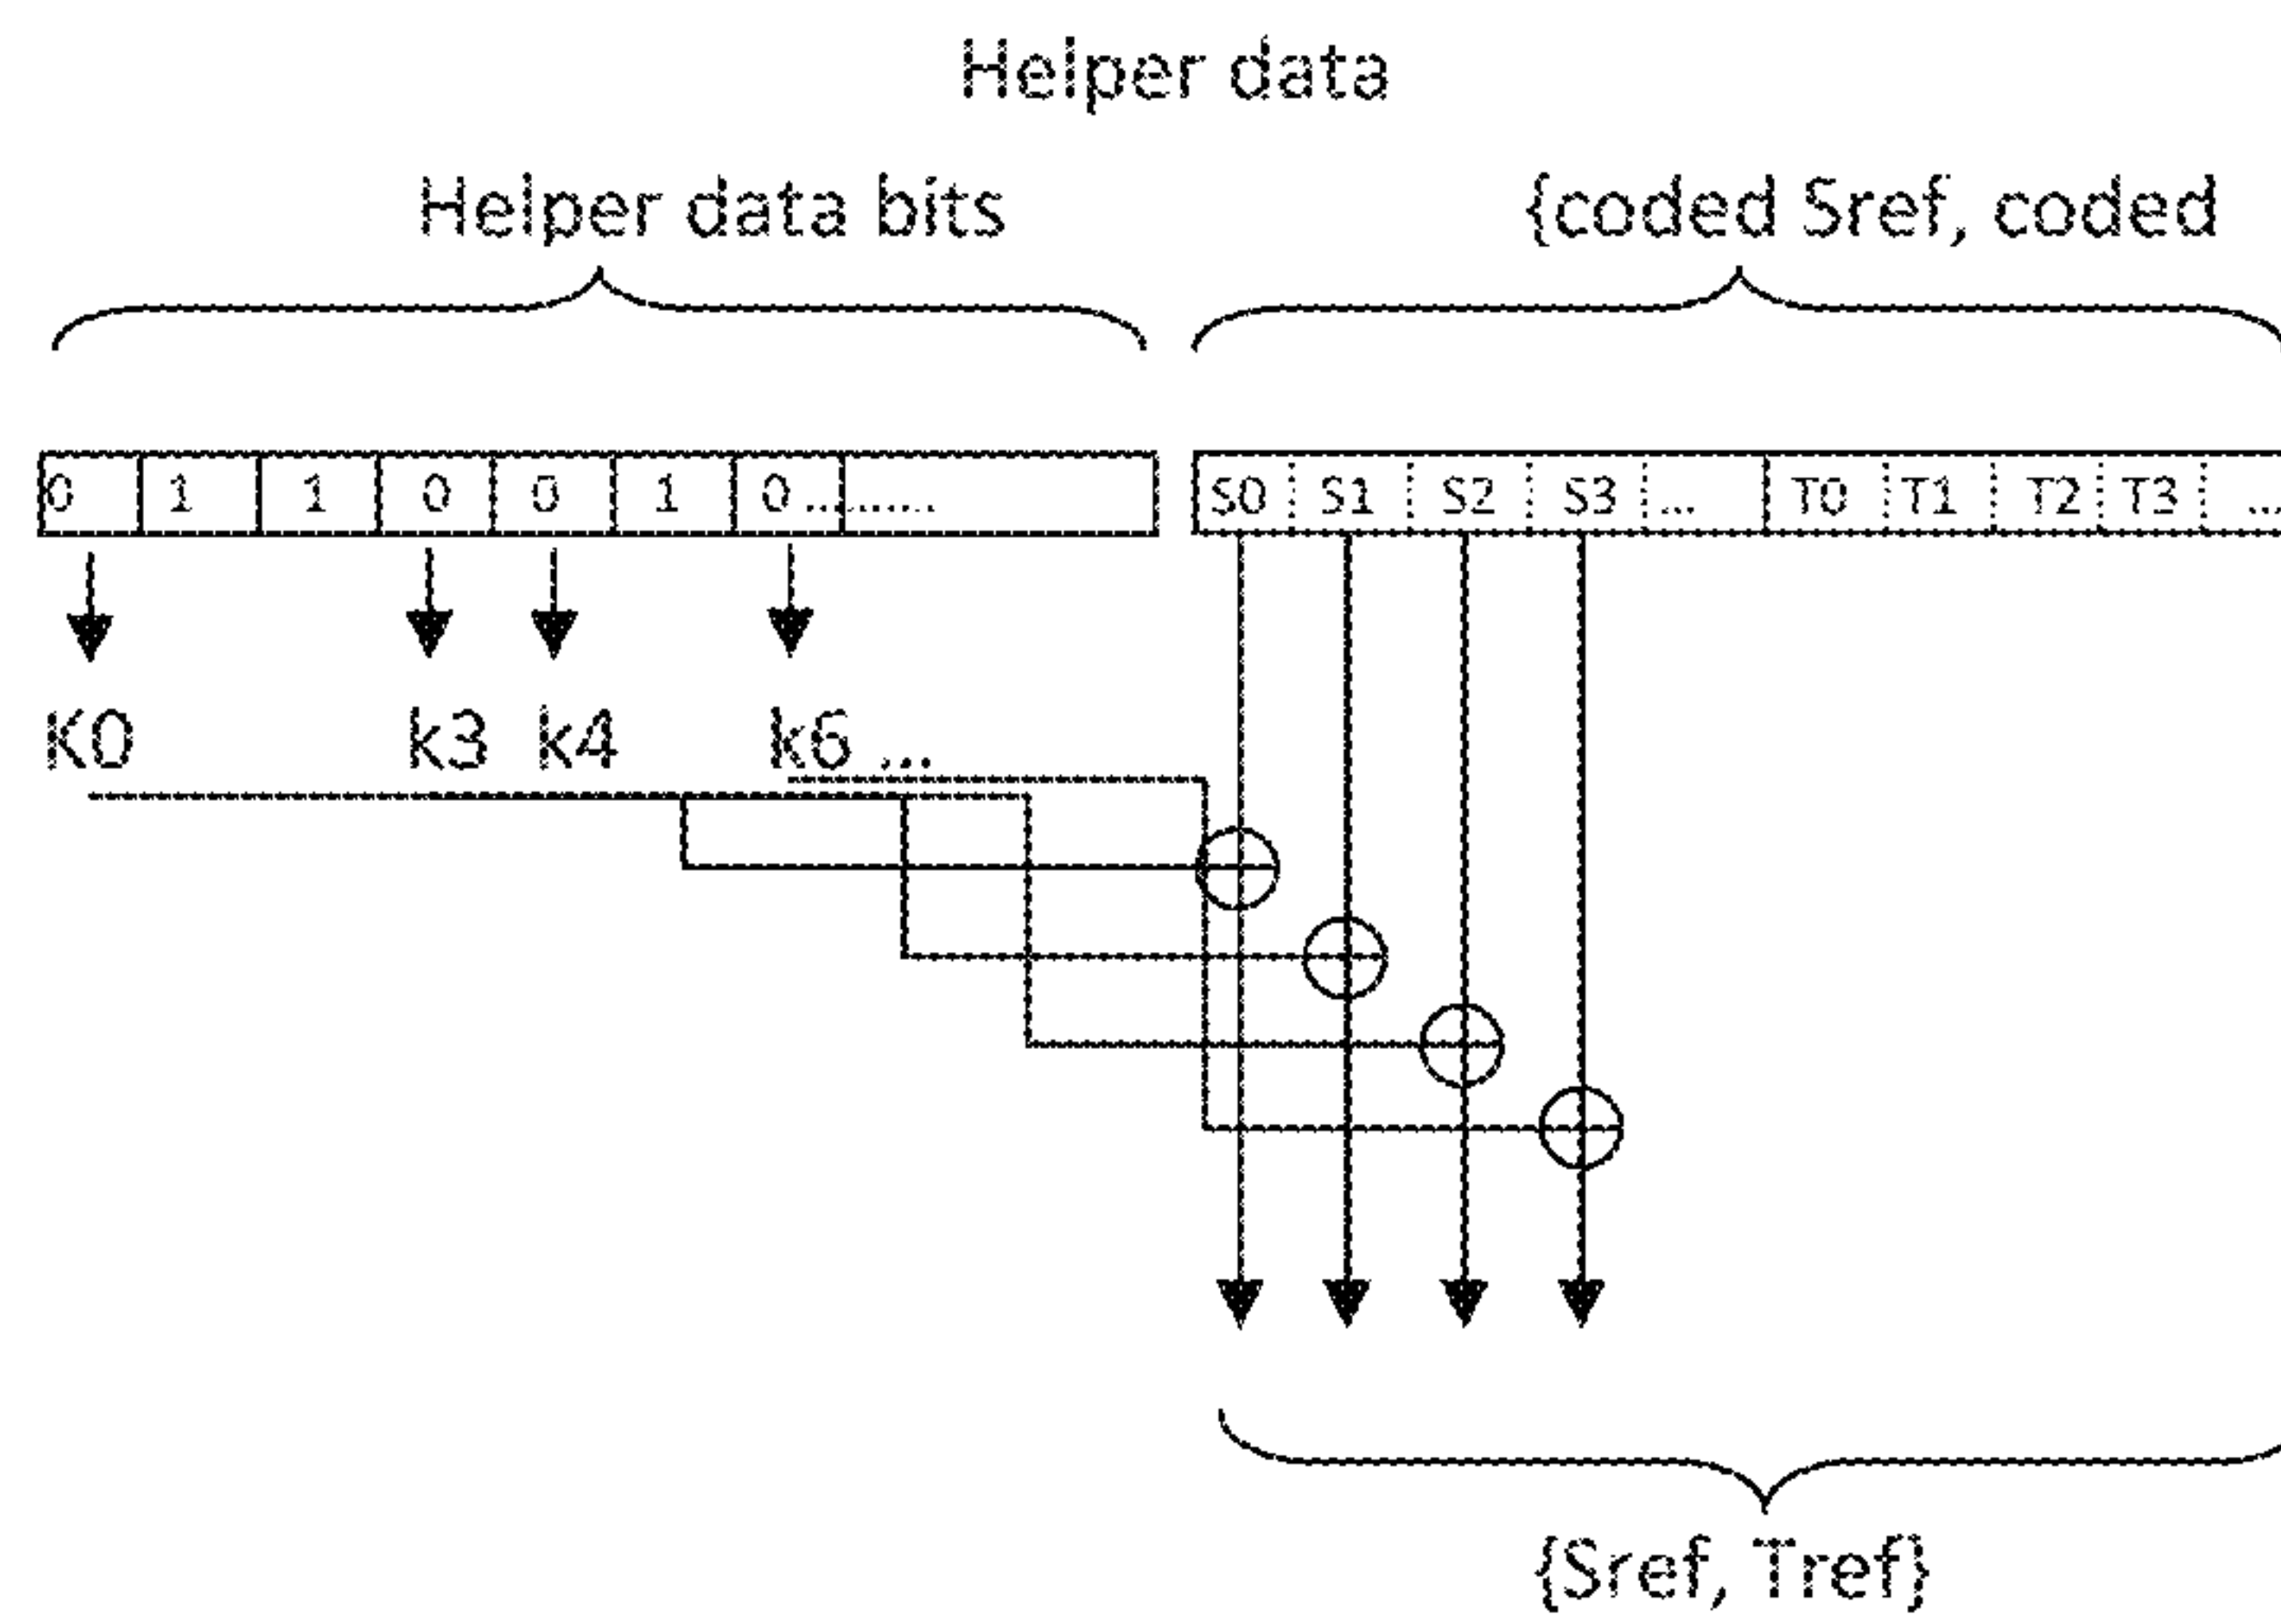 Helper data
Helper data bits {coded Sref, coded
0 1 1 0 0 1 0 ......... S0 S1 S2 S3 ... T0 T1 T2 T3 ...
K0 k3 k4 k6 ...
{Sref, Tref}